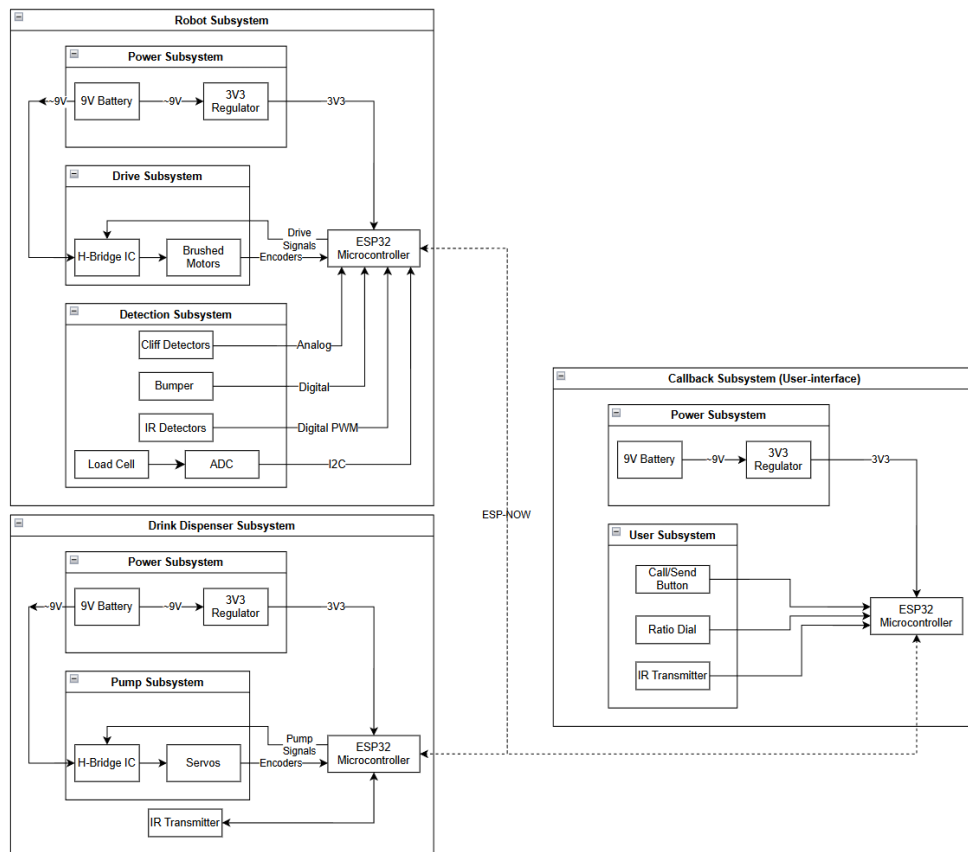 Robot Subsystem
Power Subsystem
~9V
9V Battery
~9V
3V3
Regulator
3V3
Drive Subsystem
H-Bridge IC
Brushed
Motors
Drive
Signals
Encoders
ESP32
Microcontroller
Detection Subsystem
Cliff Detectors
Analog
Bumper
Digital
IR Detectors
Digital PWM
Load Cell
ADC
I2C
ESP-NOW
Callback Subsystem (User-interface)
Power Subsystem
9V Battery
~9V
3V3
Regulator
3V3
User Subsystem
Call/Send
Button
Ratio Dial
IR Transmitter
ESP32
Microcontroller
Drink Dispenser Subsystem
Power Subsystem
~9V
9V Battery
~9V
3V3
Regulator
3V3
Pump Subsystem
H-Bridge IC
Servos
Pump
Signals
Encoders
ESP32
Microcontroller
IR Transmitter